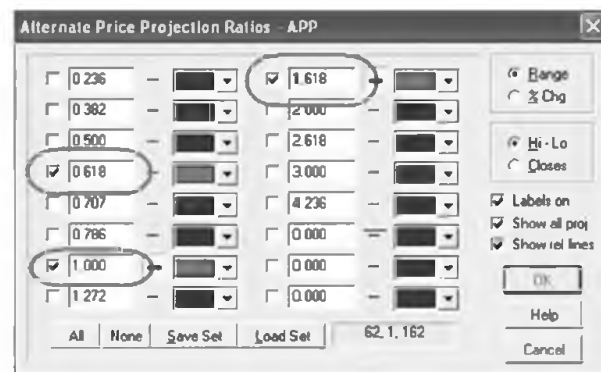 Alternate Price Projection Ratios - APP
0.236
0.382
0.500
0.618
0.707
0.786
1.000
1.272
1.618
2.000
2.618
3.000
4.236
0.000
0.000
0.000
Range
% Chg
Hi - Lo
Closes
Labels on
Show all proj
Show rel lines
OK
Help
Cancel
All None Save Set Load Set 62, 1, 162